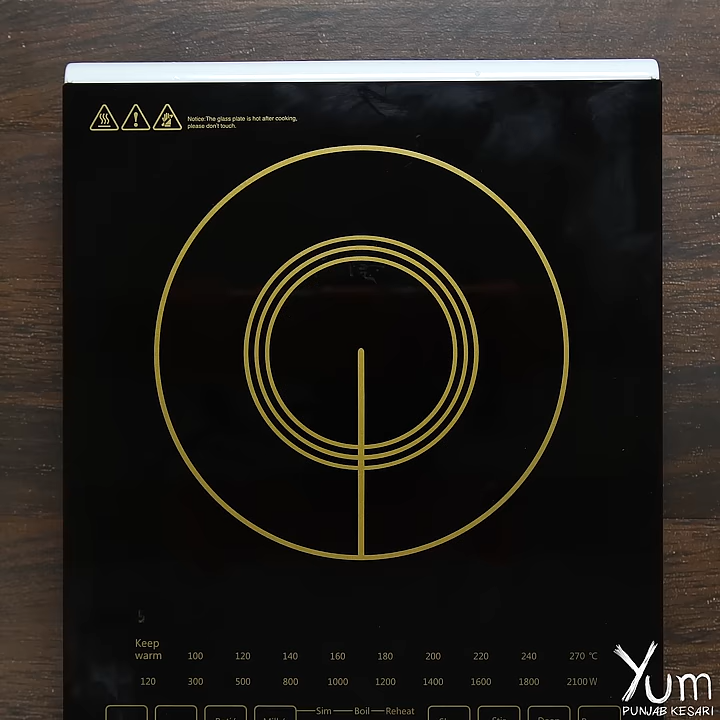 Notice:The glass plate is hot after cooking,
please don't touch.
Keep
warm 100 120 140 160 180 200 220 240 270 °C
120 300 500 800 1000 1200 1400 1600 1800 2100 W
Sim Boil Reheat
Yum
PUNJAB KESARI